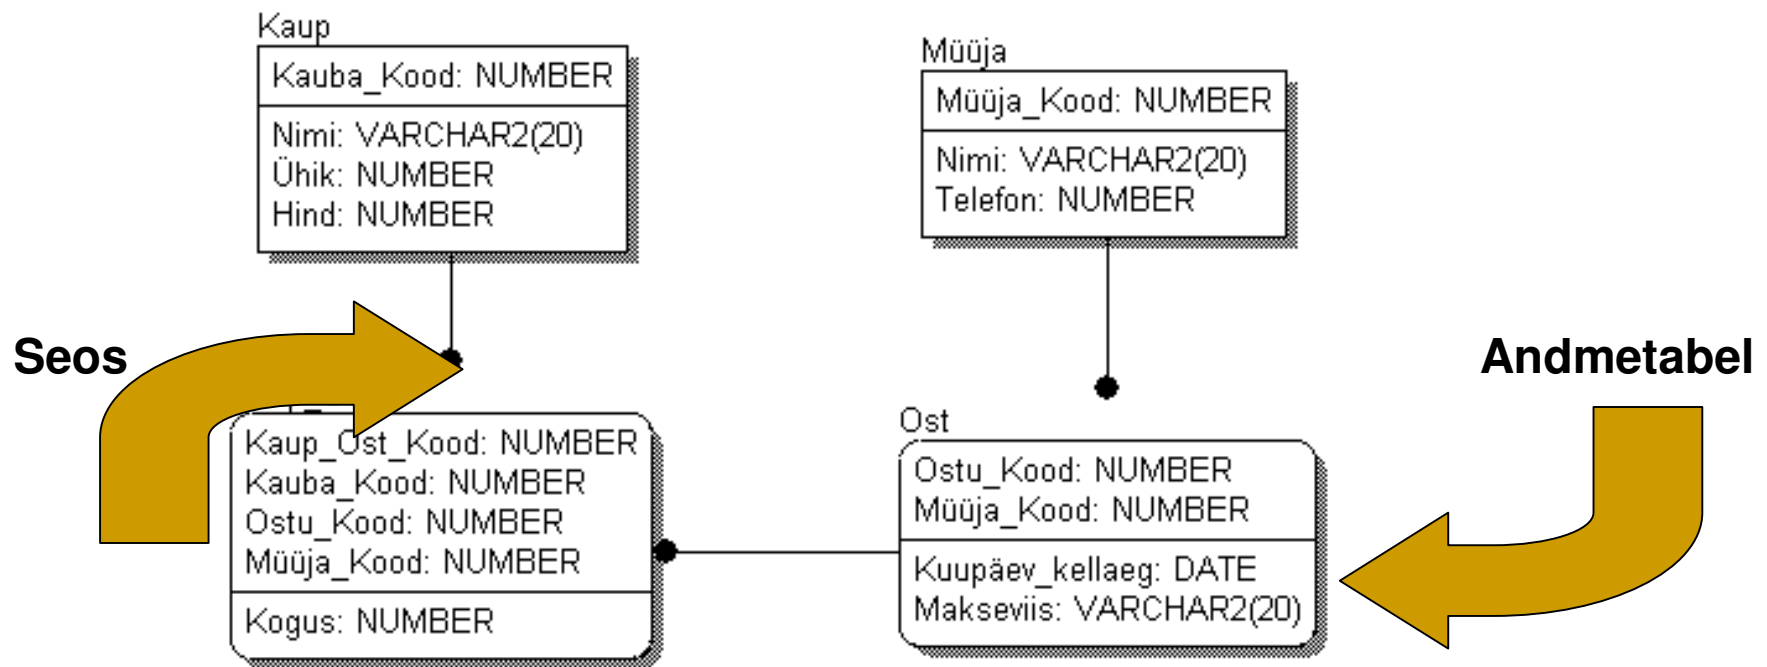 Kaup
Kauba_Kood: NUMBER
Nimi: VARCHAR2(20)
Ühik: NUMBER
Hind: NUMBER
Müüja
Müüja_Kood: NUMBER
Nimi: VARCHAR2(20)
Telefon: NUMBER
Seos
Andmetabel
Kaup_Ost_Kood: NUMBER
Kauba_Kood: NUMBER
Ostu_Kood: NUMBER
Müüja_Kood: NUMBER
Kogus: NUMBER
Ost
Ostu_Kood: NUMBER
Müüja_Kood: NUMBER
Kuupäev_kellaeg: DATE
Makseviis: VARCHAR2(20)